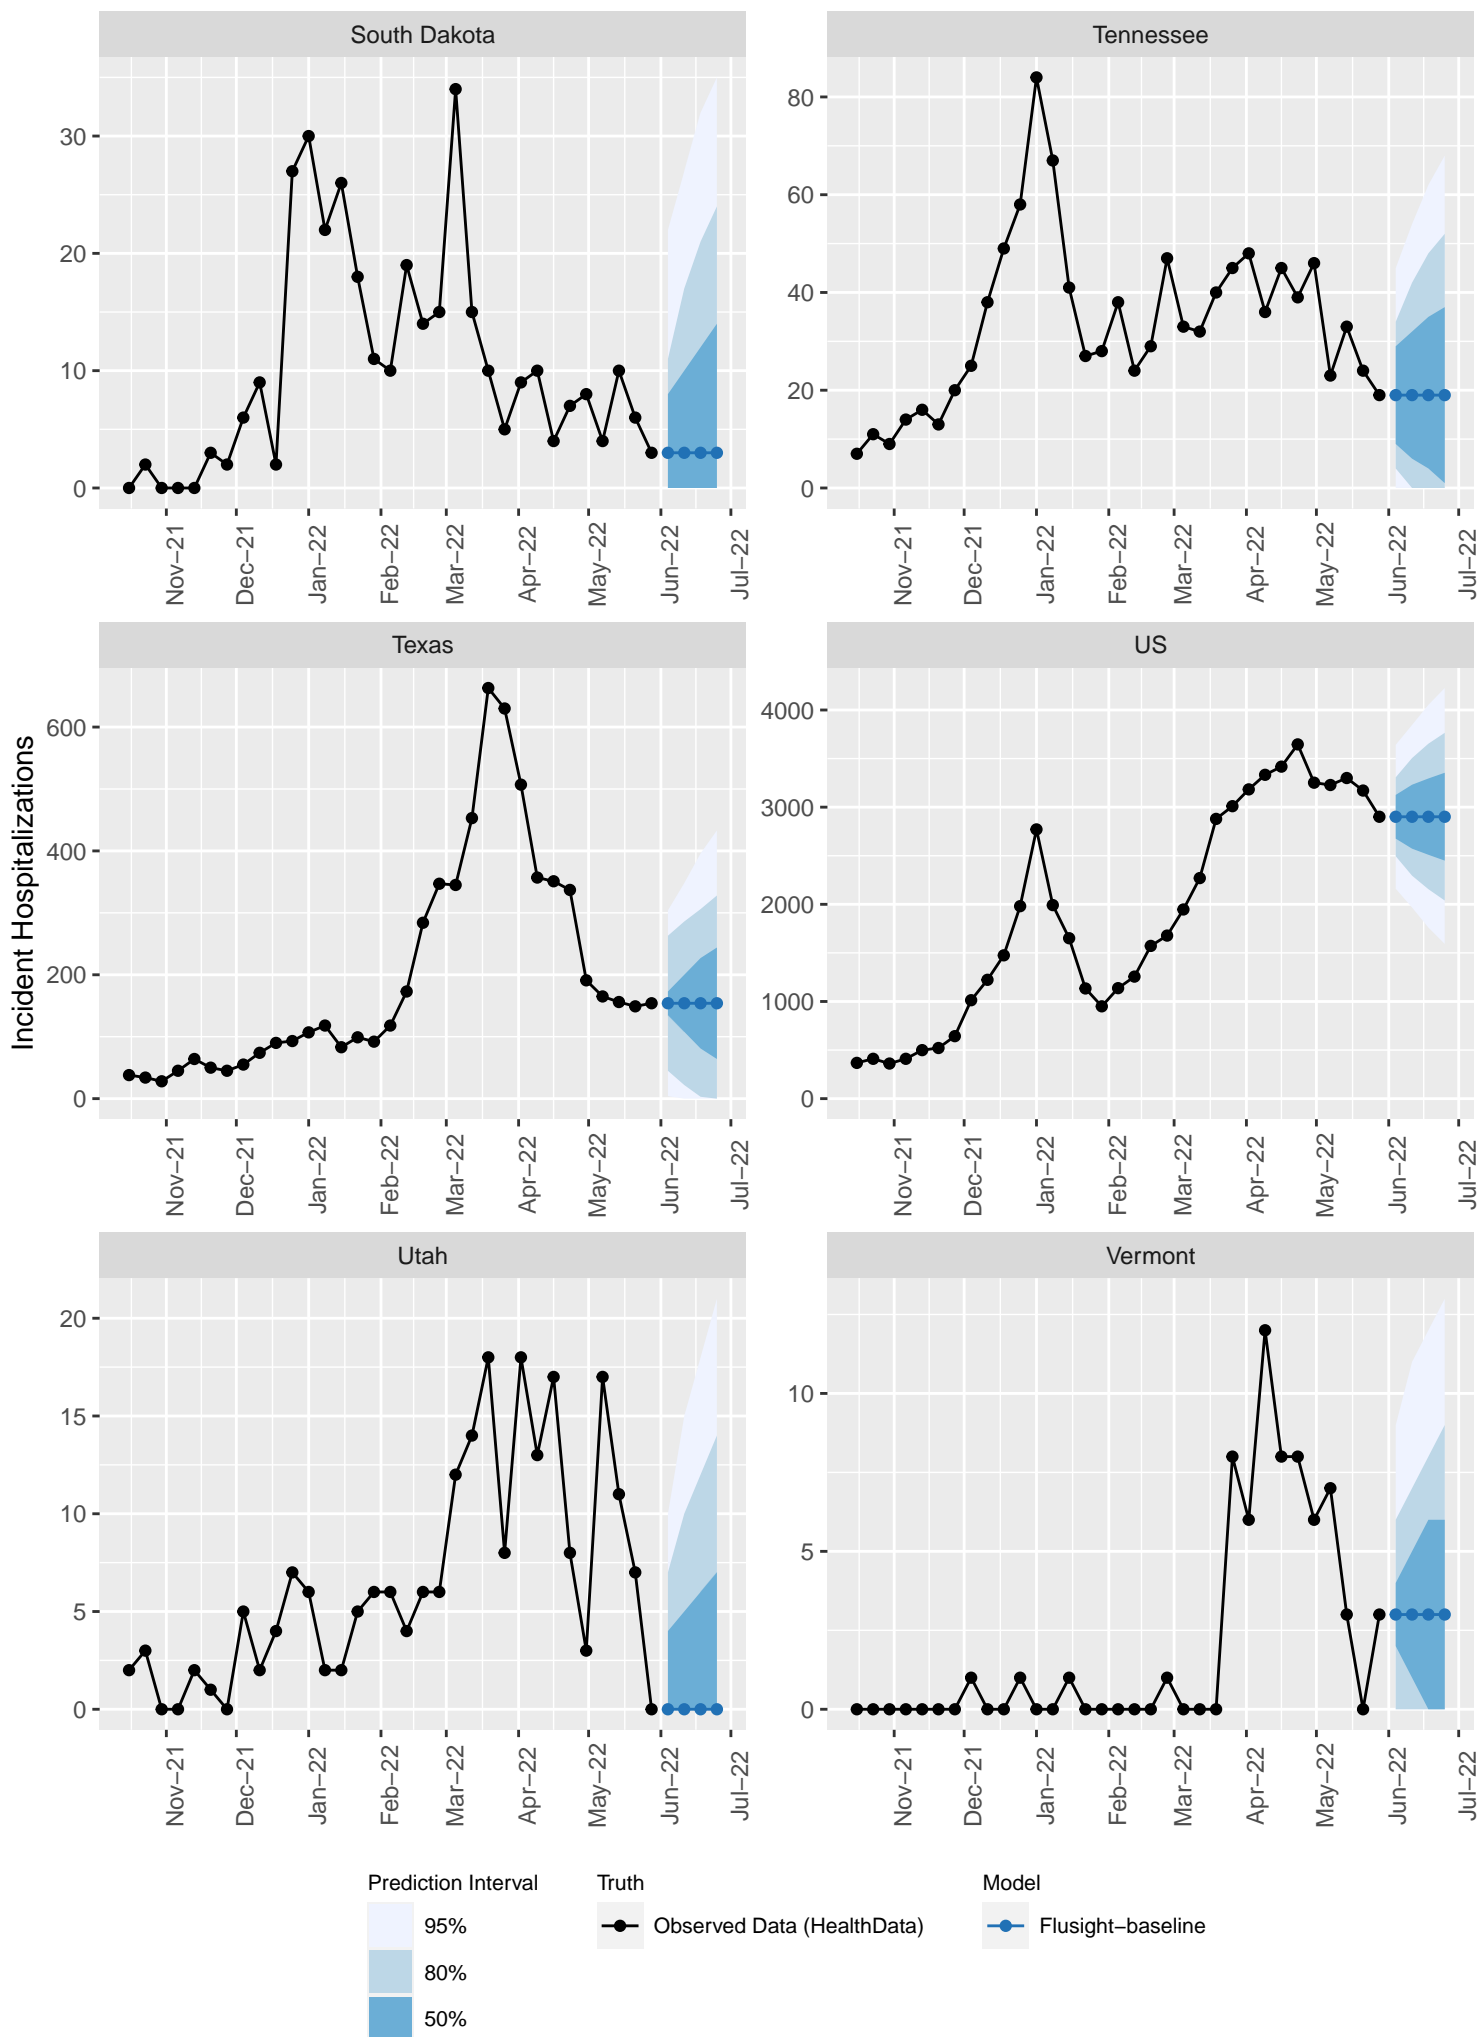 South Dakota
Tennessee
30
20
10
0
80
60
40
20
0
Nov−21
Dec−21
Jan−22
Feb−22
Mar−22
Apr−22
May−22
Jun−22
Jul−22
Nov−21
Dec−21
Jan−22
Feb−22
Mar−22
Apr−22
May−22
Jun−22
Jul−22
Incident Hospitalizations
Texas
US
600
400
200
0
4000
3000
2000
1000
0
Nov−21
Dec−21
Jan−22
Feb−22
Mar−22
Apr−22
May−22
Jun−22
Jul−22
Nov−21
Dec−21
Jan−22
Feb−22
Mar−22
Apr−22
May−22
Jun−22
Jul−22
Utah
Vermont
20
15
10
5
0
10
5
0
Nov−21
Dec−21
Jan−22
Feb−22
Mar−22
Apr−22
May−22
Jun−22
Jul−22
Nov−21
Dec−21
Jan−22
Feb−22
Mar−22
Apr−22
May−22
Jun−22
Jul−22
Prediction Interval
95%
80%
50%
Truth
Observed Data (HealthData)
Model
Flusight−baseline